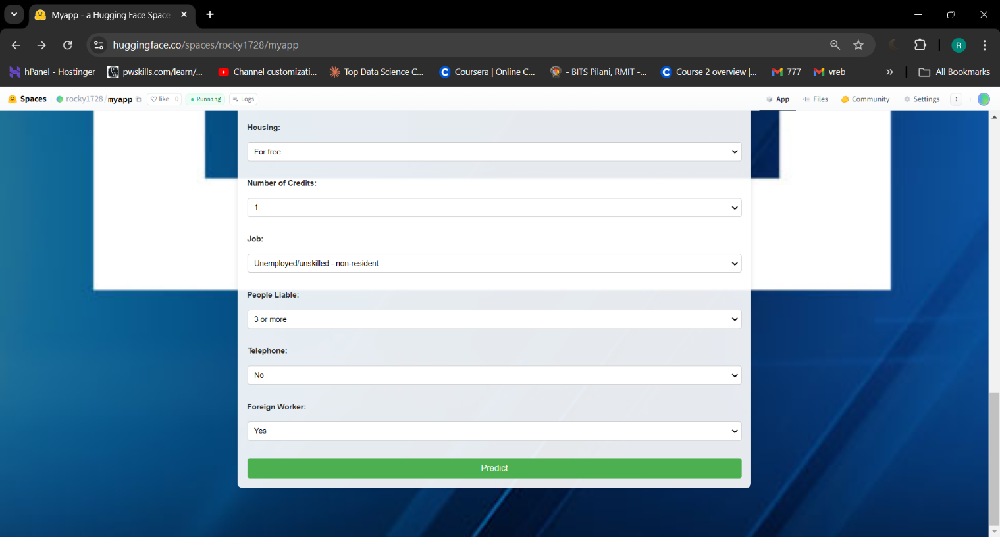 Myapp - a Hugging Face Space
huggingface.co/spaces/rocky1728/myapp
R
hPanel - Hostinger
pwskills.com/learn/...
Channel customizati...
Top Data Science C...
Coursera | Online C...
- BITS Pilani, RMIT -...
Course 2 overview |...
777
vreb
»
All Bookmarks
Spaces
rocky1728/myapp
like 0
Running
Logs
App
Files
Community
Settings
Housing:
For free
Number of Credits:
1
Job:
Unemployed/unskilled - non-resident
People Liable:
3 or more
Telephone:
No
Foreign Worker:
Yes
Predict